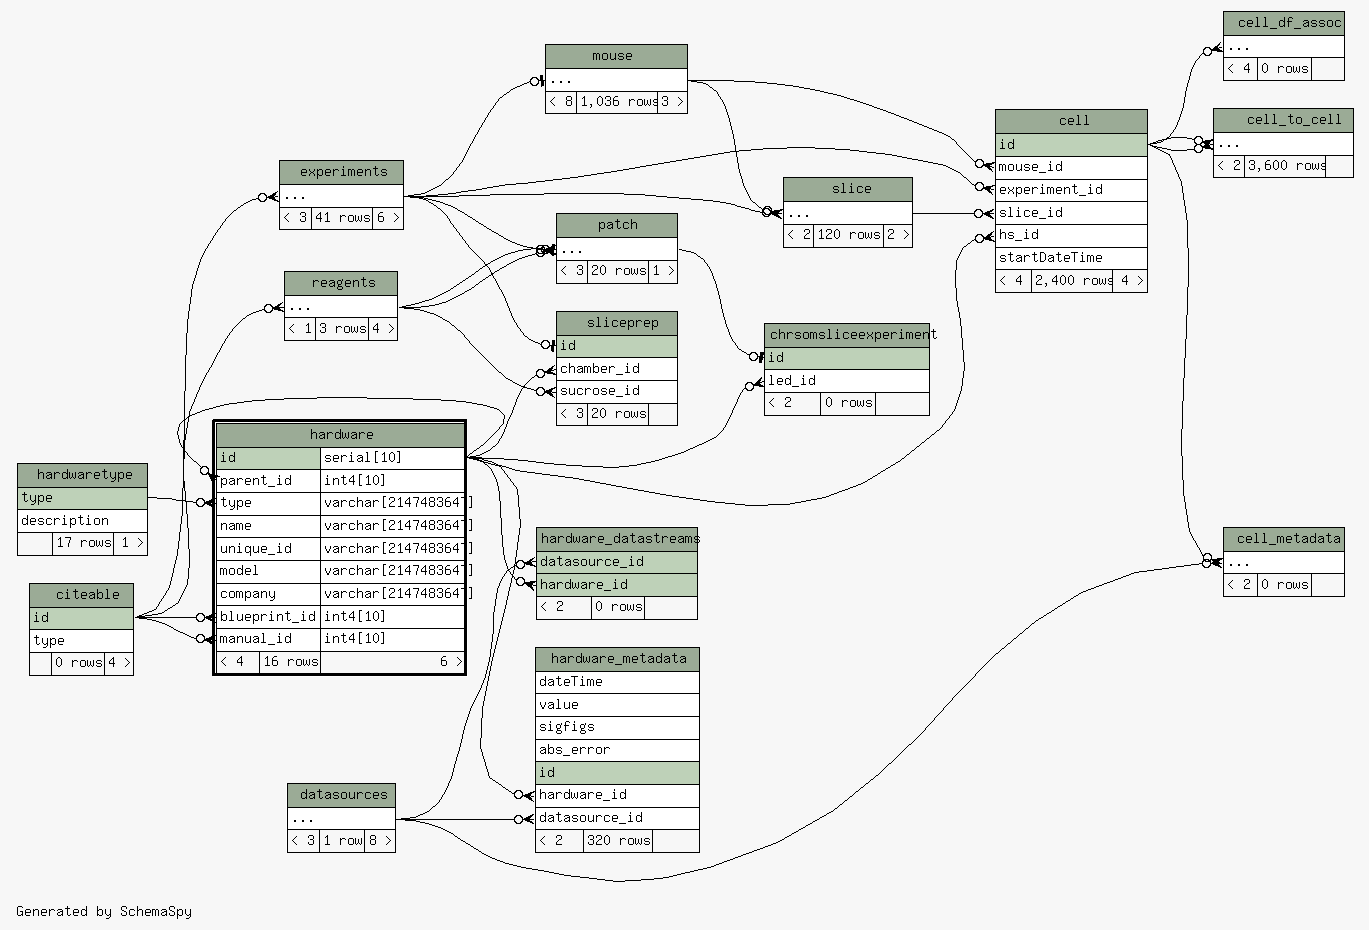 cell_df_assoc
...
< 4 0 rows
mouse
...
< 8 1,036 rows 3 >
cell_to_cell
...
< 2 3,600 rows
cell
id
mouse_id
experiment_id
slice_id
hs_id
startDateTime
< 4 2,400 rows 4 >
experiments
...
< 3 41 rows 6 >
slice
...
< 2 120 rows 2 >
patch
...
< 3 20 rows 1 >
reagents
...
< 1 3 rows 4 >
sliceprep
id
chamber_id
sucrose_id
< 3 20 rows
chrsomsliceexperiment
id
led_id
< 2 0 rows
hardware
id serial[10]
parent_id int4[10]
type varchar[2147483647]
name varchar[2147483647]
unique_id varchar[2147483647]
model varchar[2147483647]
company varchar[2147483647]
blueprint_id int4[10]
manual_id int4[10]
< 4 16 rows 6 >
hardwaretype
type
description
17 rows 1 >
citeable
id
type
0 rows 4 >
hardware_datastreams
datasource_id
hardware_id
< 2 0 rows
cell_metadata
...
< 2 0 rows
hardware_metadata
dateTime
value
sigfigs
abs_error
id
hardware_id
datasource_id
< 2 320 rows
datasources
...
< 3 1 row 8 >
Generated by SchemaSpy